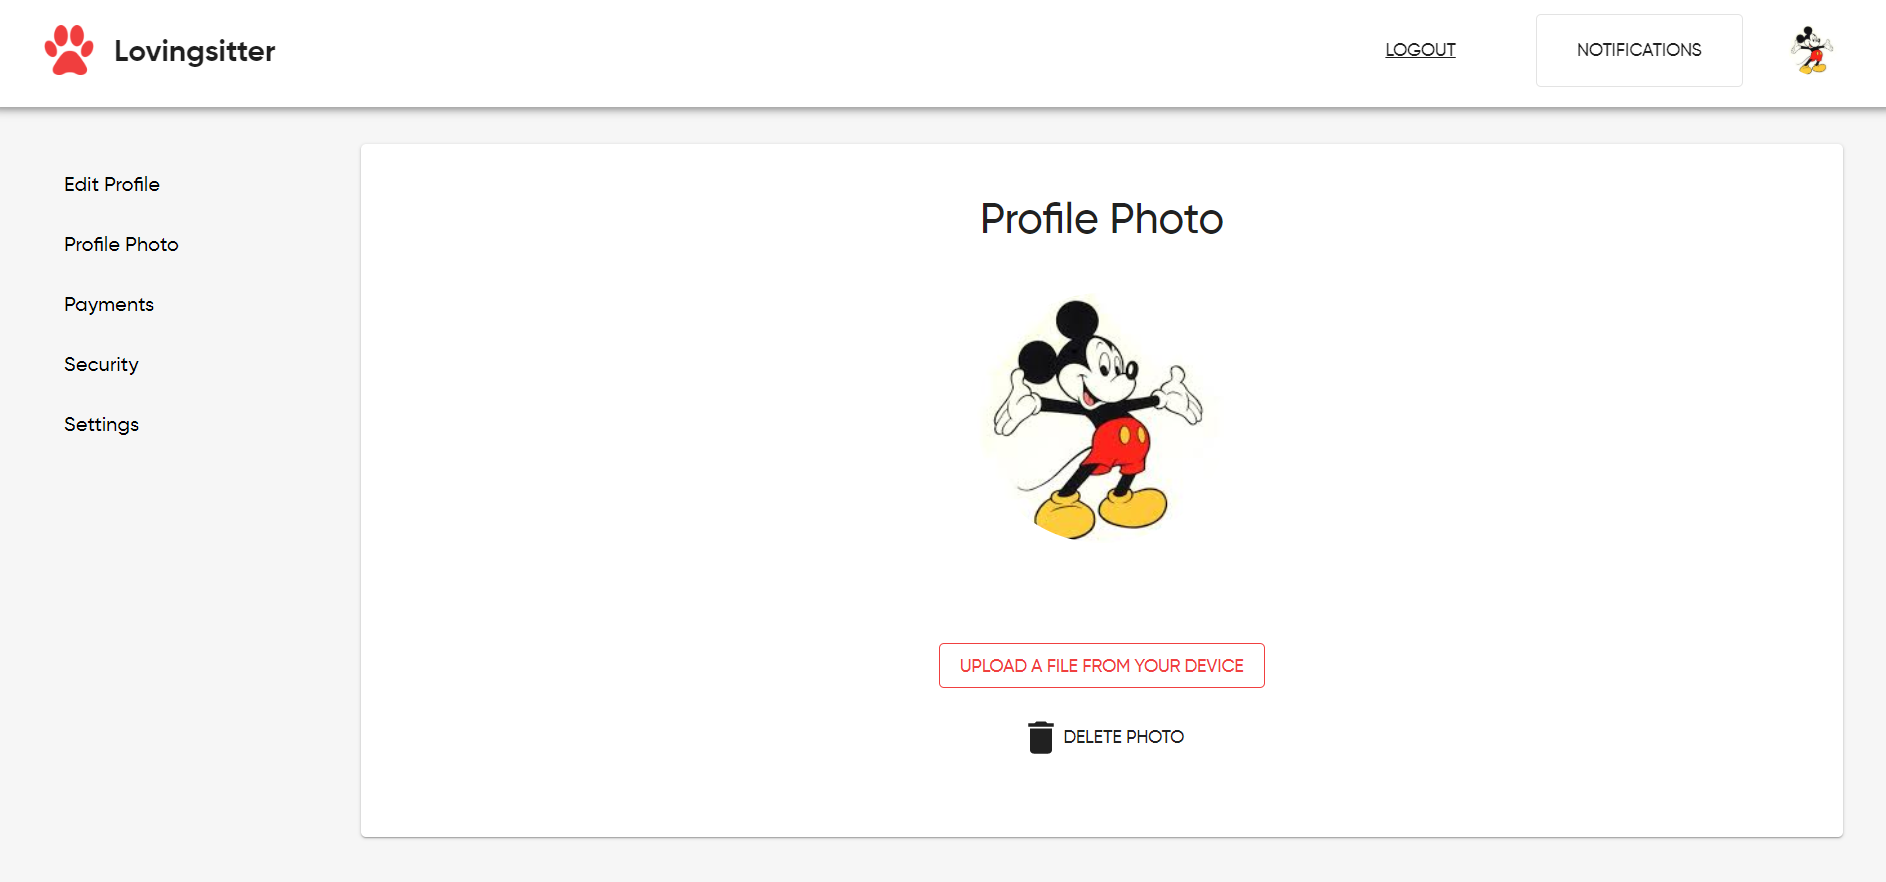 Lovingsitter
LOGOUT
NOTIFICATIONS
Edit Profile
Profile Photo
Payments
Security
Settings
Profile Photo
UPLOAD A FILE FROM YOUR DEVICE
DELETE PHOTO